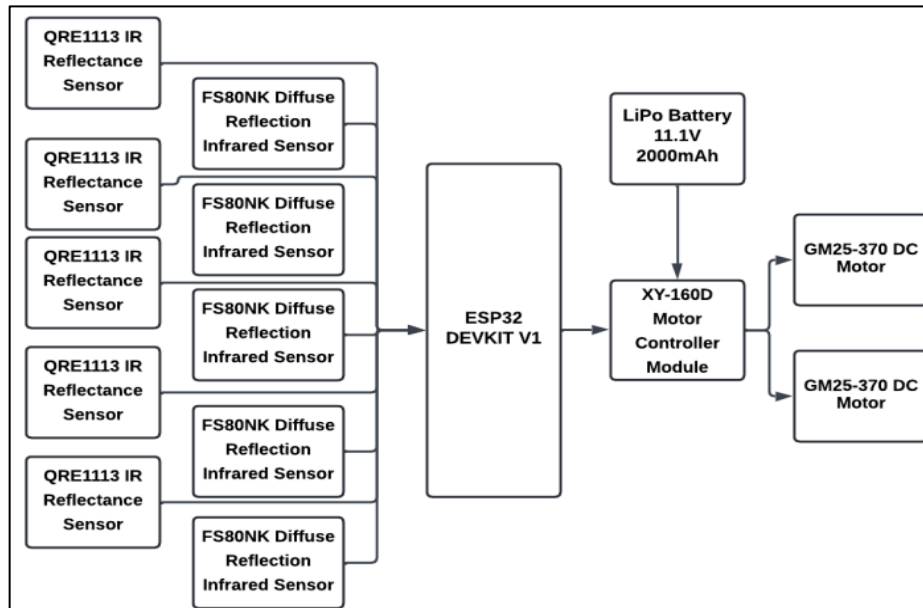 QRE1113 IR
Reflectance
Sensor
FS80NK Diffuse
Reflection
Infrared Sensor
QRE1113 IR
Reflectance
Sensor
FS80NK Diffuse
Reflection
Infrared Sensor
QRE1113 IR
Reflectance
Sensor
FS80NK Diffuse
Reflection
Infrared Sensor
QRE1113 IR
Reflectance
Sensor
FS80NK Diffuse
Reflection
Infrared Sensor
QRE1113 IR
Reflectance
Sensor
FS80NK Diffuse
Reflection
Infrared Sensor
ESP32
DEVKIT V1
LiPo Battery
11.1V
2000mAh
XY-160D
Motor
Controller
Module
GM25-370 DC
Motor
GM25-370 DC
Motor